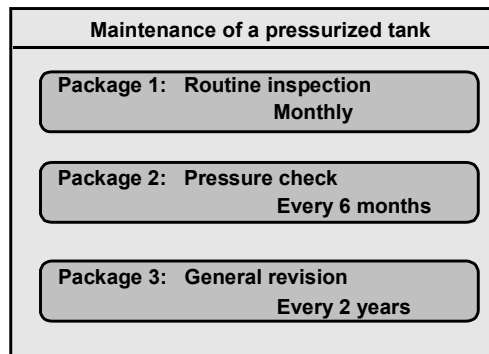 Maintenance of a pressurized tank
Package 1: Routine inspection
Monthly
Package 2: Pressure check
Every 6 months
Package 3: General revision
Every 2 years